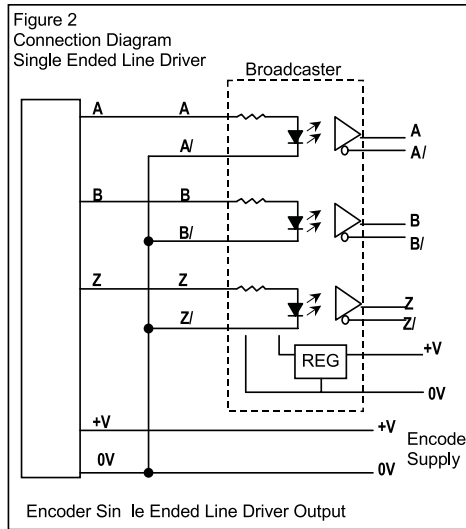 Figure 2
Connection Diagram
Single Ended Line Driver
Broadcaster
A A A
A/ A/
B B B
B/ B/
Z Z Z
Z/ Z/
REG +V
0V
+V +V Encode
0V 0V Supply
Encoder Sin le Ended Line Driver Output